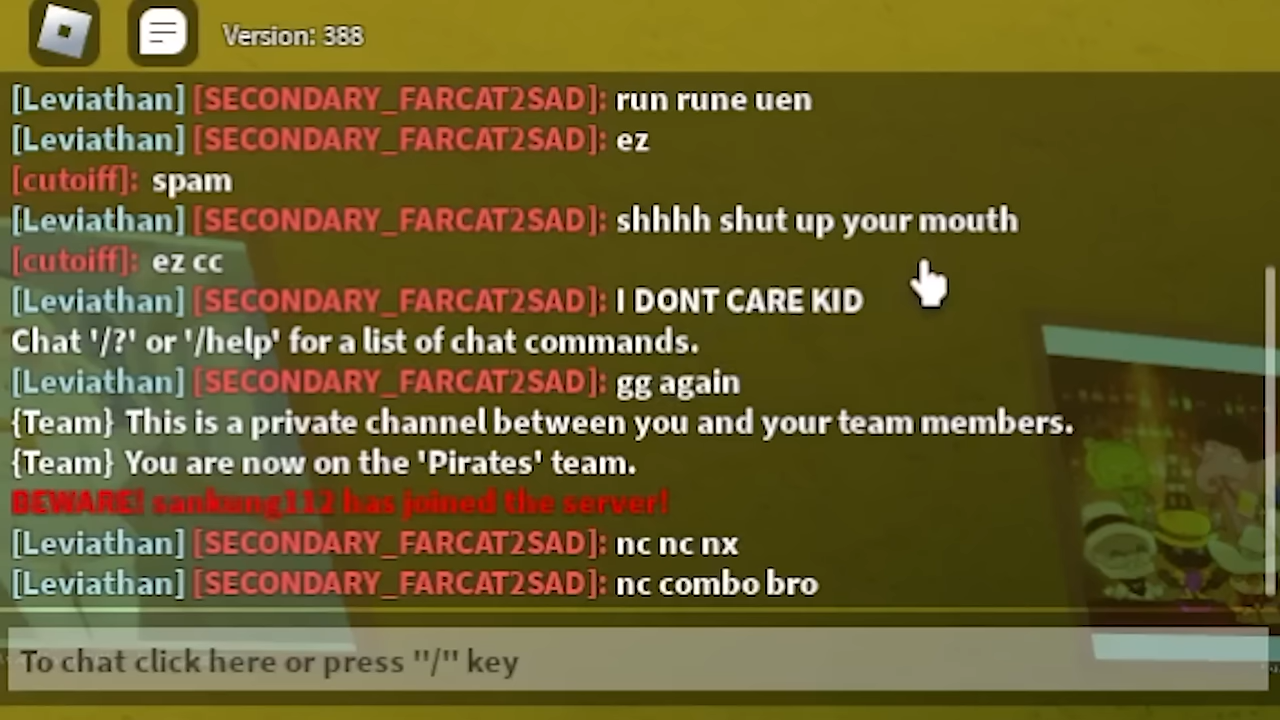 Version: 388
[Leviathan] [SECONDARY_FARCAT2SAD]: run rune uen
[Leviathan] [SECONDARY_FARCAT2SAD]: ez
[cutoiff]: spam
[Leviathan] [SECONDARY_FARCAT2SAD]: shhhh shut up your mouth
[cutoiff]: ez cc
[Leviathan] [SECONDARY_FARCAT2SAD]: I DONT CARE KID
Chat '/?' or '/help' for a list of chat commands.
[Leviathan] [SECONDARY_FARCAT2SAD]: gg again
{Team} This is a private channel between you and your team members.
{Team} You are now on the 'Pirates' team.
BEWARE! sankung112 has joined the server!
[Leviathan] [SECONDARY_FARCAT2SAD]: nc nc nx
[Leviathan] [SECONDARY_FARCAT2SAD]: nc combo bro
To chat click here or press "/" key